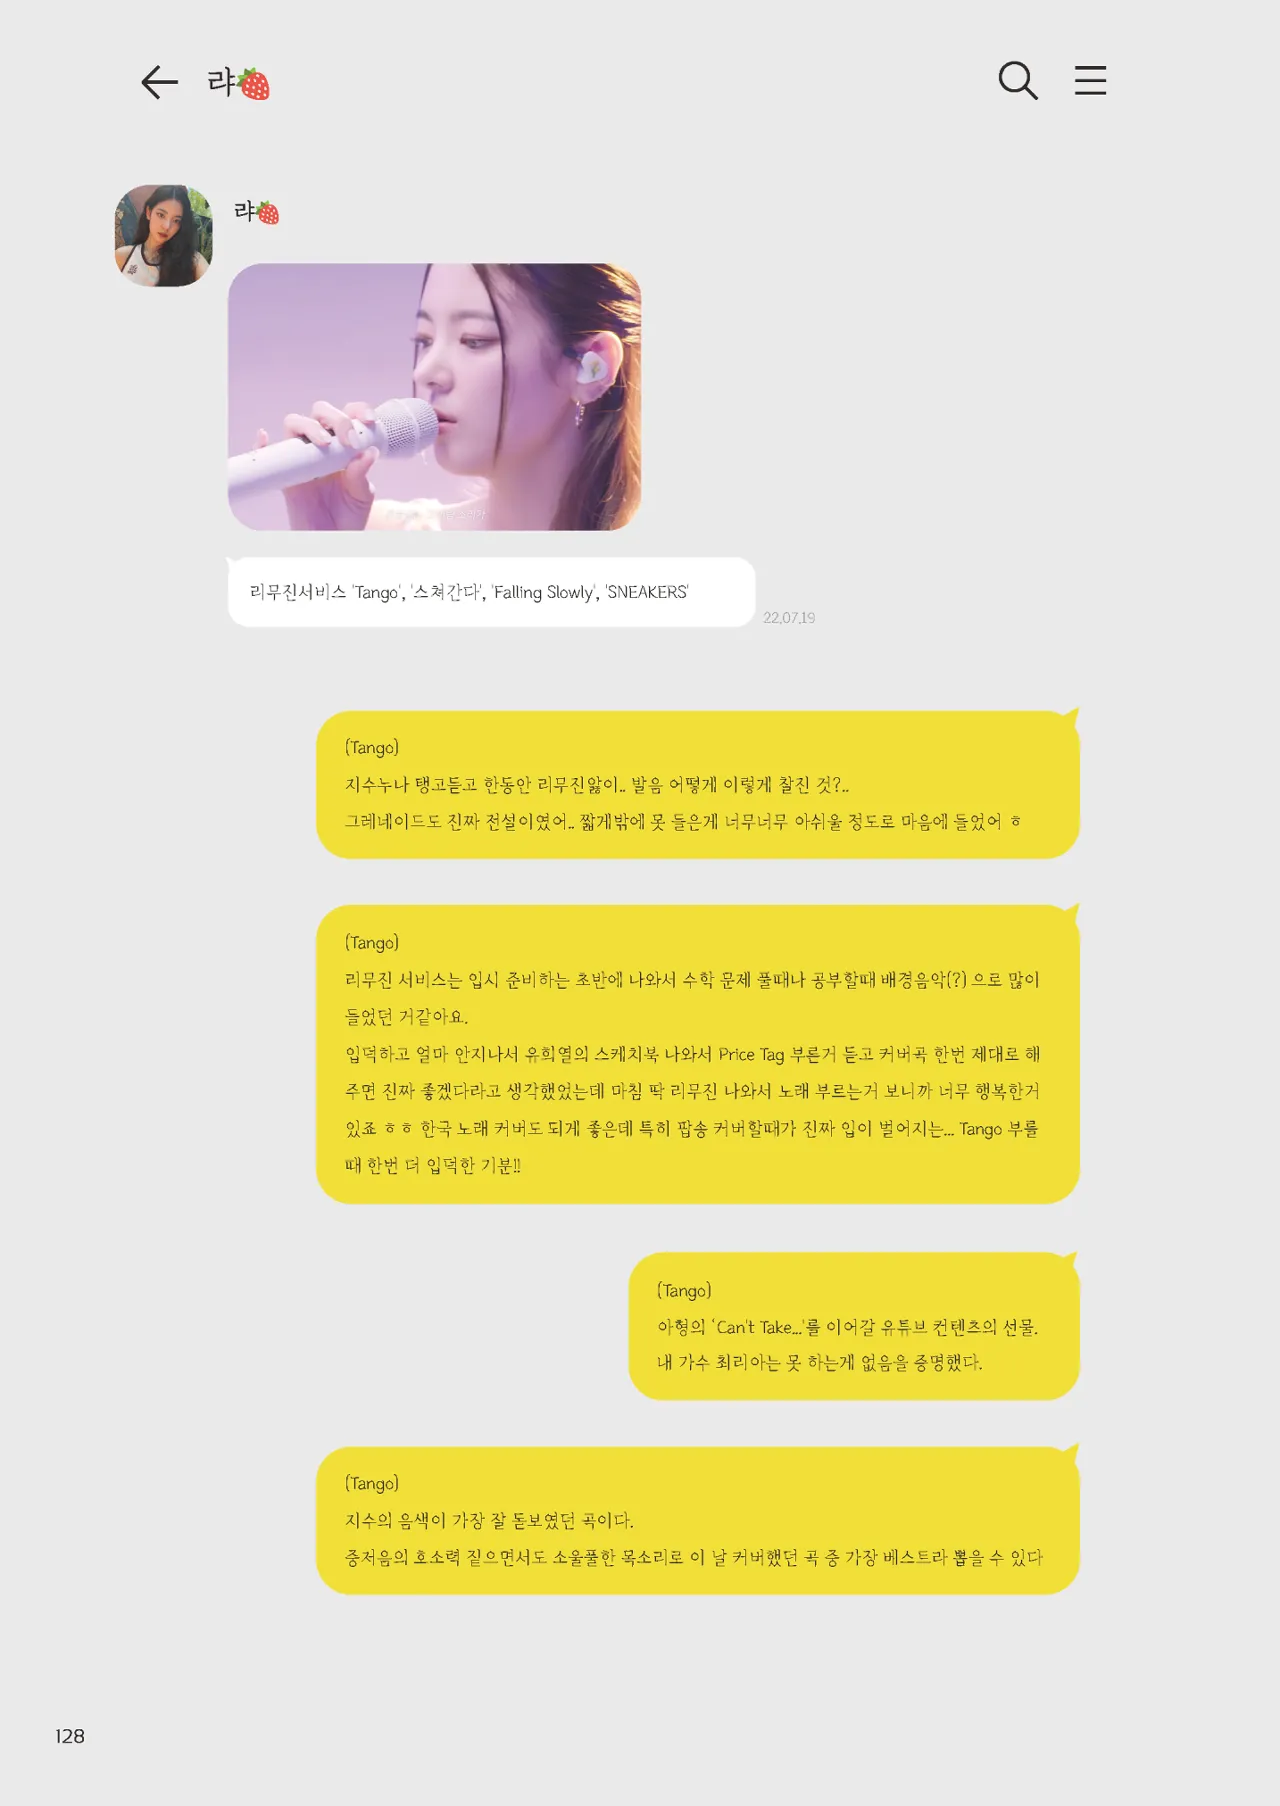 랴🍓
랴🍓
리무진서비스 'Tango', '스쳐간다', 'Falling Slowly', 'SNEAKERS'
22.07.19
(Tango)
지수누나 탱고듣고 한동안 리무진앓이.. 발음 어떻게 이렇게 찰진 것?..
그레네이드도 진짜 전설이였어.. 짧게밖에 못 들은게 너무너무 아쉬울 정도로 마음에 들었어 ㅎ
(Tango)
리무진 서비스는 입시 준비하는 초반에 나와서 수학 문제 풀때나 공부할때 배경음악(?) 으로 많이
들었던 거같아요.
입덕하고 얼마 안지나서 유희열의 스케치북 나와서 Price Tag 부른거 듣고 커버곡 한번 제대로 해
주면 진짜 좋겠다라고 생각했었는데 마침 딱 리무진 나와서 노래 부르는거 보니까 너무 행복한거
있죠 ㅎㅎ 한국 노래 커버도 되게 좋은데 특히 팝송 커버할때가 진짜 입이 벌어지는... Tango 부를
때 한번 더 입덕한 기분!!
(Tango)
아형의 ‘Can't Take...'를 이어갈 유튜브 컨텐츠의 선물.
내 가수 최리아는 못 하는게 없음을 증명했다.
(Tango)
지수의 음색이 가장 잘 돋보였던 곡이다.
중저음의 호소력 짙으면서도 소울풀한 목소리로 이 날 커버했던 곡 중 가장 베스트라 뽑을 수 있다
128